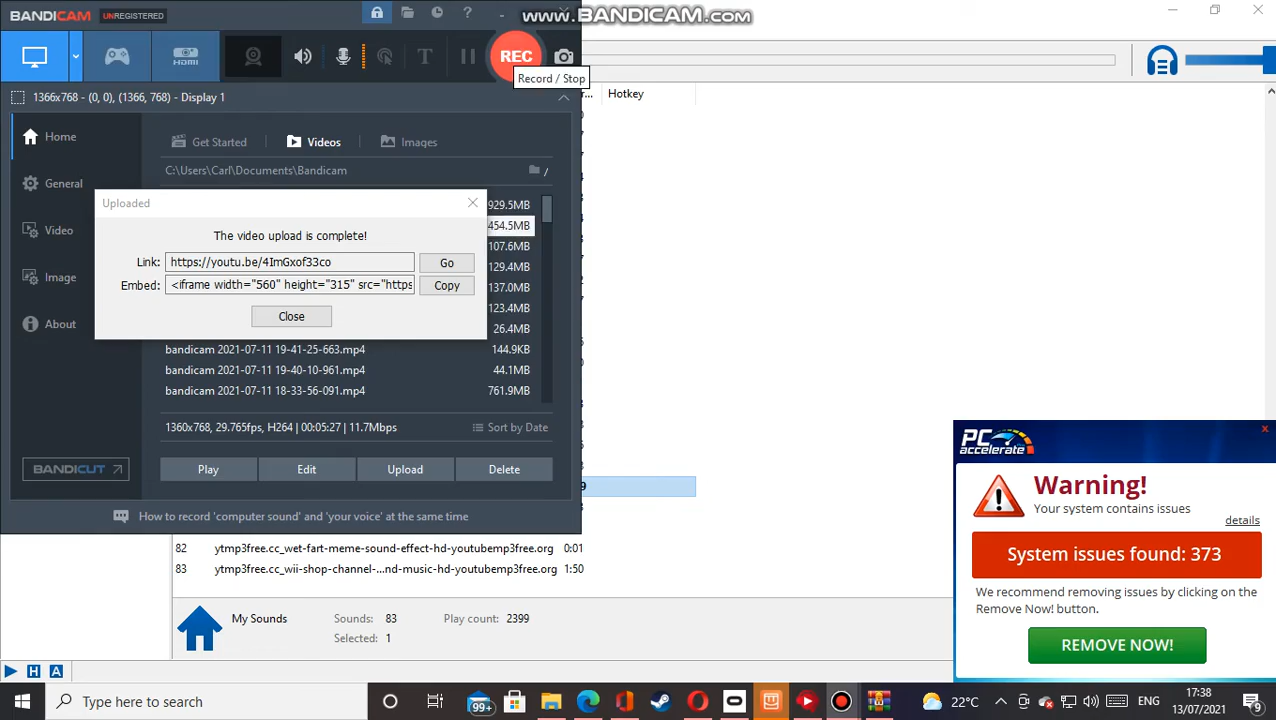 BANDICAM UNREGISTERED
www.BANDICAM.com
REC
Record / Stop
HDMI
T
1366x768 - (0, 0), (1366, 768) - Display 1
Hotkey
Home
General
Video
Image
About
Get Started
Videos
Images
C:\Users\Carl\Documents\Bandicam
/
929.5MB
454.5MB
107.6MB
129.4MB
137.0MB
123.4MB
26.4MB
Uploaded
The video upload is complete!
Link: https://youtu.be/4ImGxof33co Go
Embed: <iframe width="560" height="315" src="https Copy
Close
bandicam 2021-07-11 19-41-25-663.mp4 144.9KB
bandicam 2021-07-11 19-40-10-961.mp4 44.1MB
bandicam 2021-07-11 18-33-56-091.mp4 761.9MB
1360x768, 29.765fps, H264 | 00:05:27 | 11.7Mbps Sort by Date
BANDICUT
Play Edit Upload Delete
How to record 'computer sound' and 'your voice' at the same time
82 ytmp3free.cc_wet-fart-meme-sound-effect-hd-youtubemp3free.org 0:01
83 ytmp3free.cc_wii-shop-channel-...nd-music-hd-youtubemp3free.org 1:50
My Sounds Sounds: 83 Play count: 2399
Selected: 1
H A
PC accelerate
Warning!
Your system contains issues
details
System issues found: 373
We recommend removing issues by clicking on the
Remove Now! button.
REMOVE NOW!
Type here to search
99+
22°C
ENG
17:38
13/07/2021
9